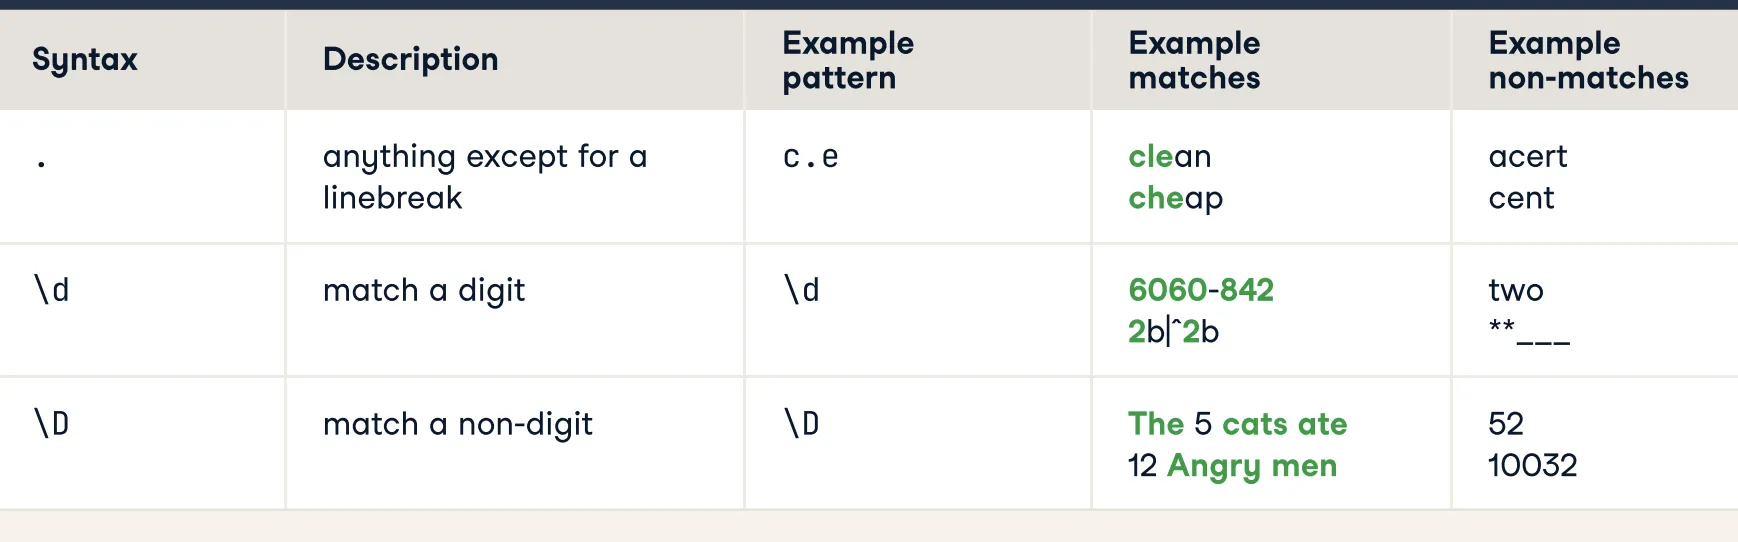 Syntax
Description
Example
pattern
Example
matches
Example
non-matches
.
anything except for a
linebreak
c.e
clean
cheap
acert
cent
\d
match a digit
\d
6060-842
2b|^2b
two
**___
\D
match a non-digit
\D
The 5 cats ate
12 Angry men
52
10032